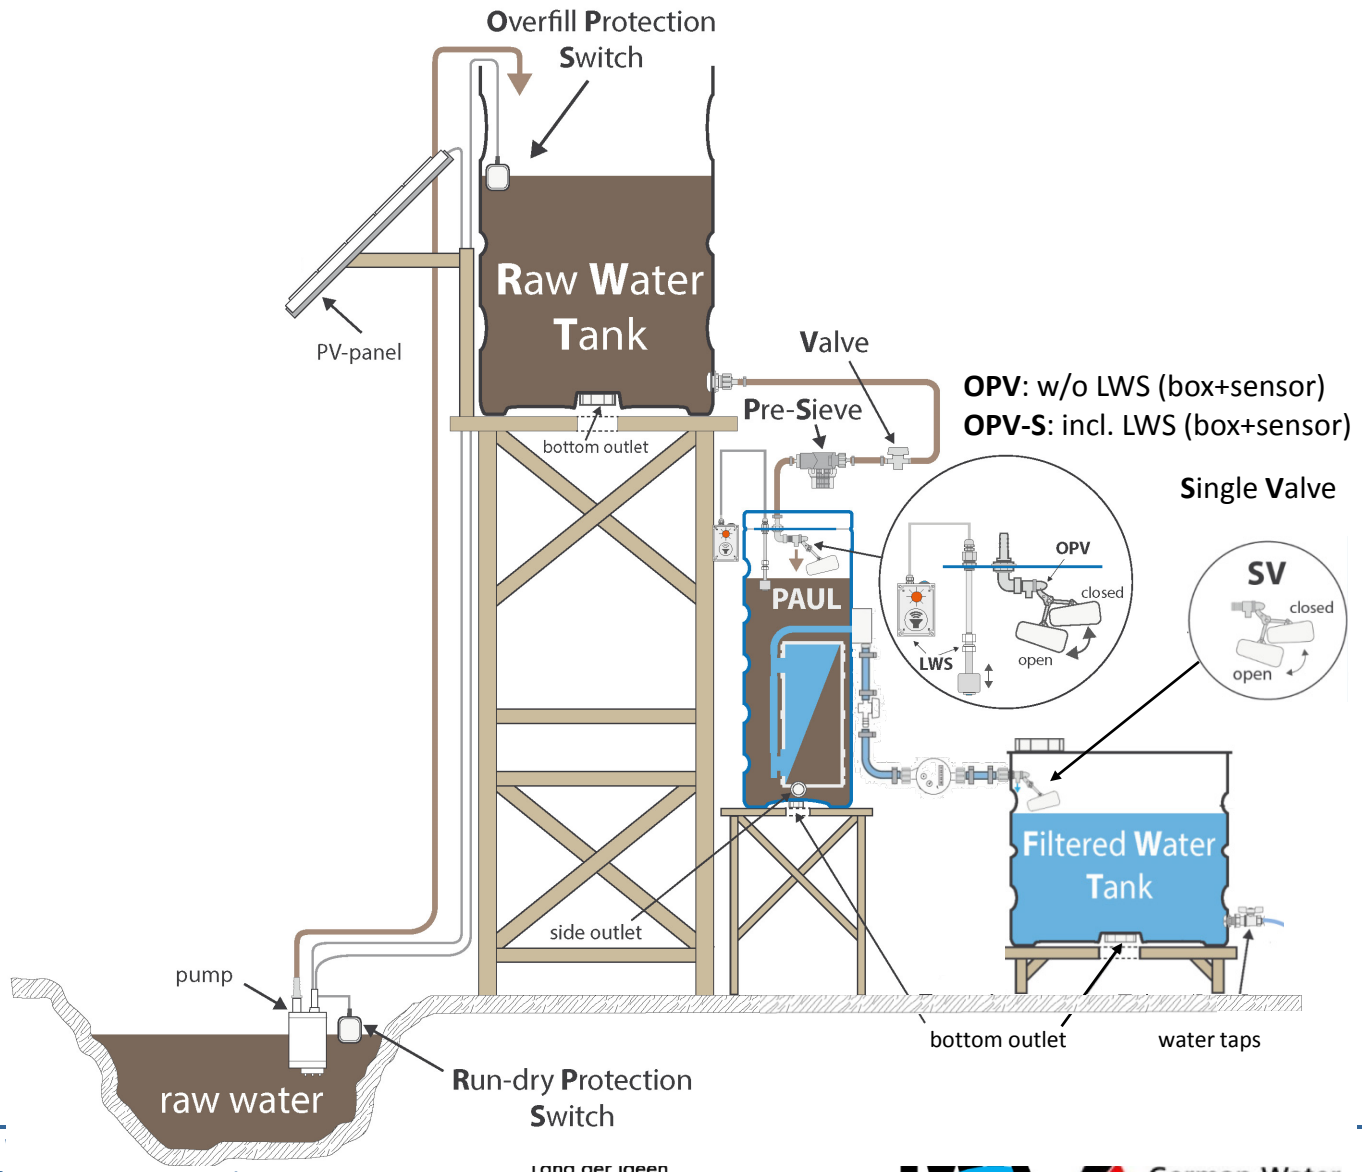 Overfill Protection
Switch
Raw Water
Tank
PV-panel
Valve
OPV: w/o LWS (box+sensor)
OPV-S: incl. LWS (box+sensor)
Pre-Sieve
bottom outlet
Single Valve
OPV
closed
open
LWS
SV
closed
open
PAUL
Filtered Water
Tank
side outlet
pump
bottom outlet
water taps
raw water
Run-dry Protection
Switch